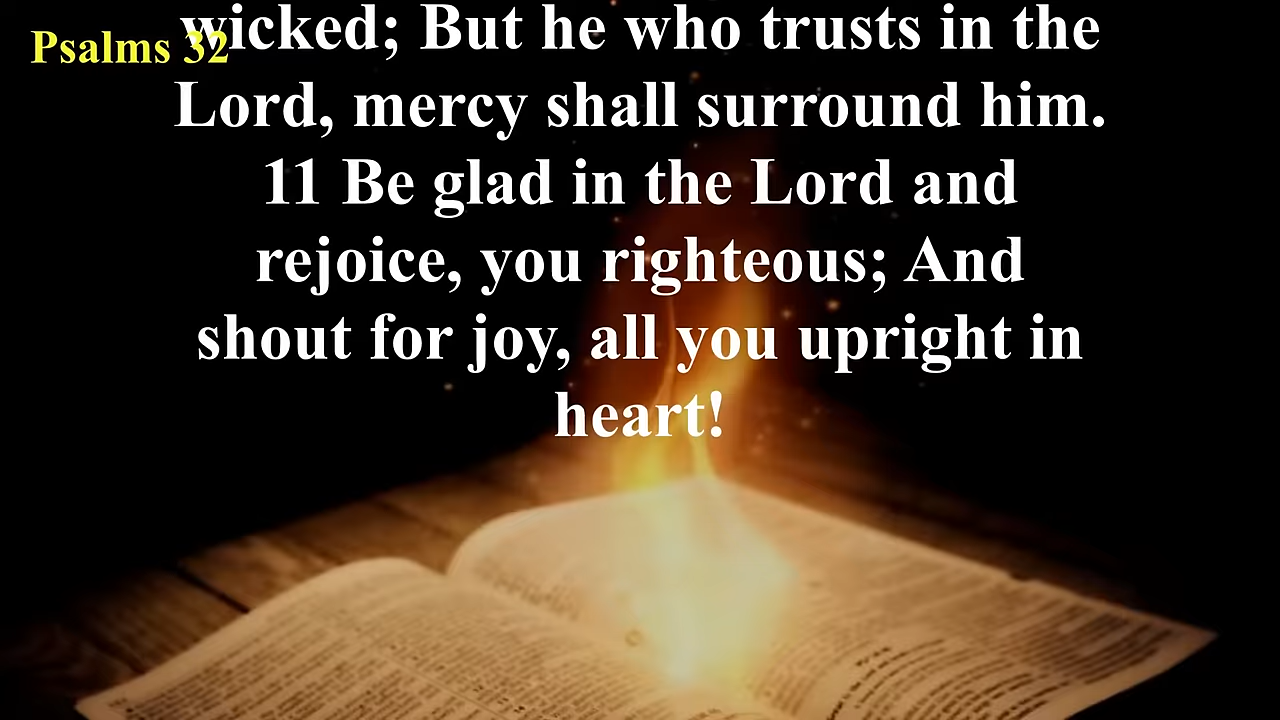 Psalms 32
wicked; But he who trusts in the
Lord, mercy shall surround him.
11 Be glad in the Lord and
rejoice, you righteous; And
shout for joy, all you upright in
heart!